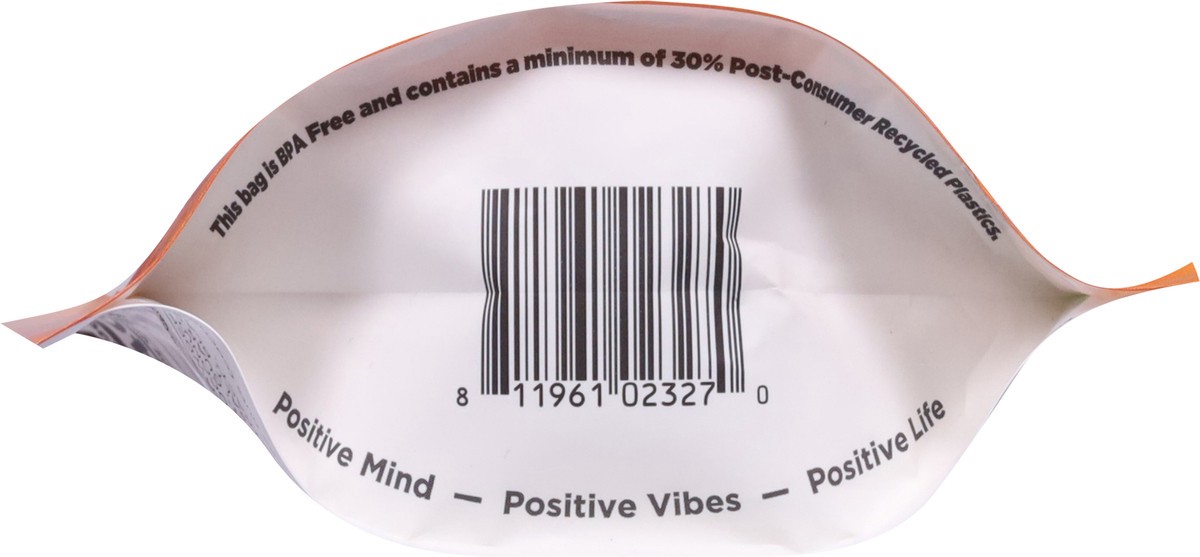 This bag is BPA Free and contains a minimum of 30% Post-Consumer Recycled Plastics.
8 11961 02327 0
Positive Mind — Positive Vibes — Positive Life